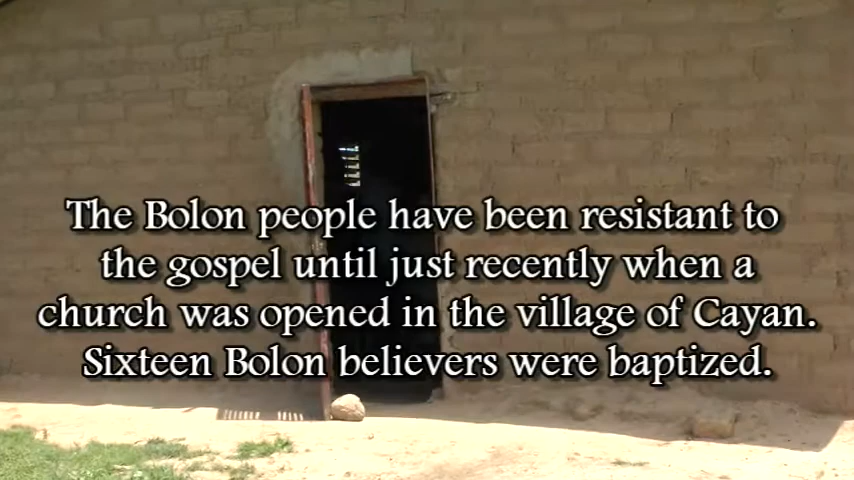 The Bolon people have been resistant to
the gospel until just recently when a
church was opened in the village of Cayan.
Sixteen Bolon believers were baptized.